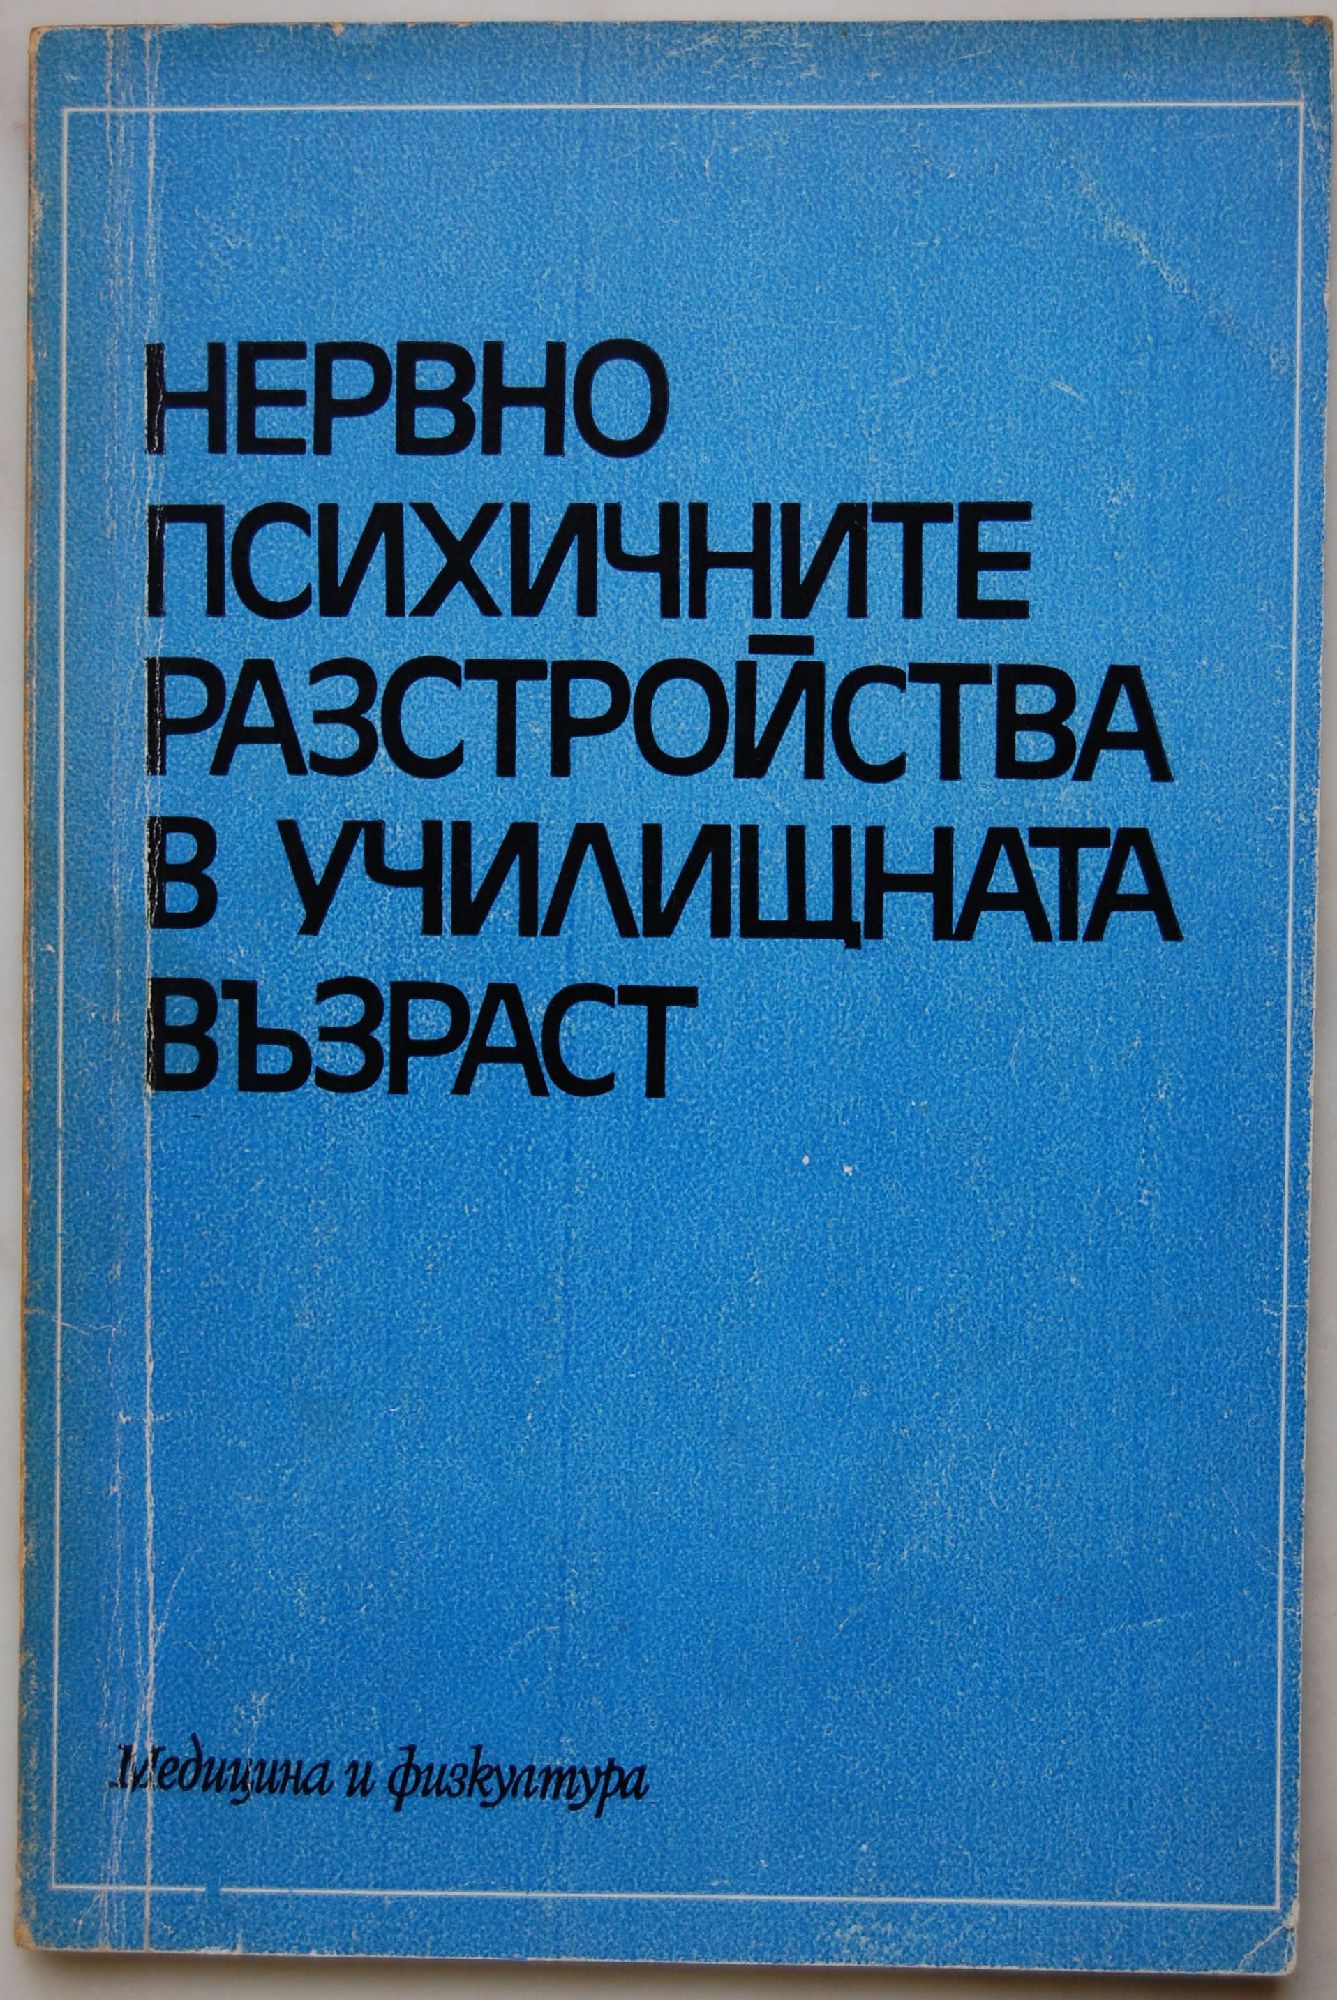 НЕРВНО
ПСИХИЧНИТЕ
РАЗСТРОЙСТВА
В УЧИЛИЩНАТА
ВЪЗРАСТ
Медицина и физкултура